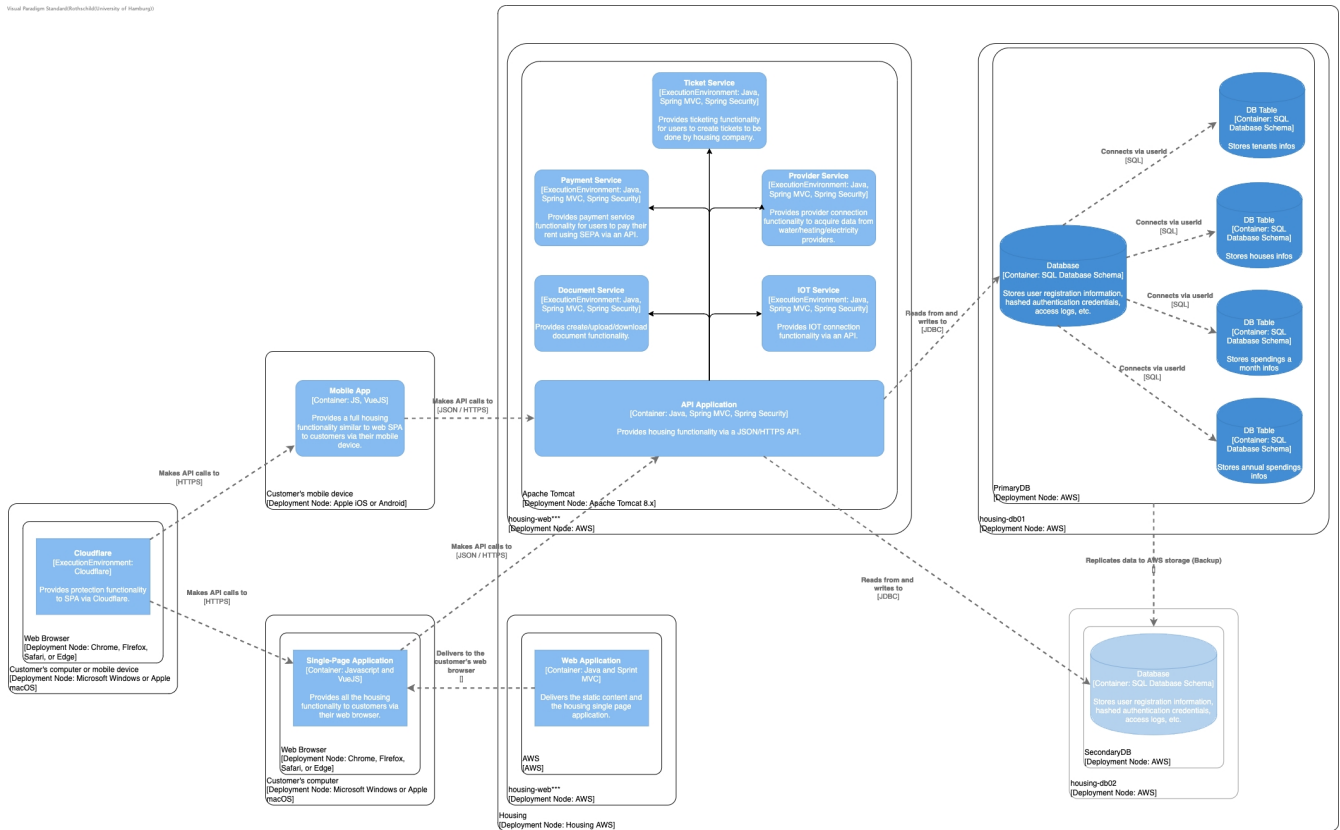 Visual Paradigm Standard(Rothschild(University of Hamburg))
Ticket Service
[ExecutionEnvironment: Java,
Spring MVC, Spring Security]
Provides ticketing functionality
for users to create tickets to be
done by housing company.
Payment Service
[ExecutionEnvironment: Java,
Spring MVC, Spring Security]
Provides payment service
functionality for users to pay their
rent using SEPA via an API.
Provider Service
[ExecutionEnvironment: Java,
Spring MVC, Spring Security]
Provides provider connection
functionality to acquire data from
water/heating/electricity
providers.
Document Service
[ExecutionEnvironment: Java,
Spring MVC, Spring Security]
Provides create/upload/download
document functionality.
IOT Service
[ExecutionEnvironment: Java,
Spring MVC, Spring Security]
Provides IOT connection
functionality via an API.
API Application
[Container: Java, Spring MVC, Spring Security]
Provides housing functionality via a JSON/HTTPS API.
Apache Tomcat
[Deployment Node: Apache Tomcat 8.x]
housing-web***
[Deployment Node: AWS]
Reads from and
writes to
[JDBC]
Database
[Container: SQL Database Schema]
Stores user registration information,
hashed authentication credentials,
access logs, etc.
Connects via userId
[SQL]
DB Table
[Container: SQL
Database Schema]
Stores tenants infos
Connects via userId
[SQL]
DB Table
[Container: SQL
Database Schema]
Stores houses infos
Connects via userId
[SQL]
DB Table
[Container: SQL
Database Schema]
Stores spendings a
month infos
Connects via userId
[SQL]
DB Table
[Container: SQL
Database Schema]
Stores annual spendings
infos
PrimaryDB
[Deployment Node: AWS]
housing-db01
[Deployment Node: AWS]
Mobile App
[Container: JS, VueJS]
Provides a full housing
functionality similar to web SPA
to customers via their mobile
device.
Customer's mobile device
[Deployment Node: Apple iOS or Android]
Makes API calls to
[JSON / HTTPS]
Makes API calls to
[HTTPS]
Cloudflare
[ExecutionEnvironment:
Cloudflare]
Provides protection functionality
to SPA via Cloudflare.
Web Browser
[Deployment Node: Chrome, FIrefox,
Safari, or Edge]
Customer's computer or mobile device
[Deployment Node: Microsoft Windows or Apple
macOS]
Makes API calls to
[HTTPS]
Makes API calls to
[JSON / HTTPS]
Single-Page Application
[Container: Javascript and
VueJS]
Provides all the housing
functionality to customers via
their web browser.
Web Browser
[Deployment Node: Chrome, FIrefox,
Safari, or Edge]
Customer's computer
[Deployment Node: Microsoft Windows or Apple
macOS]
Delivers to the
customer's web
browser
[]
Web Application
[Container: Java and Sprint
MVC]
Delivers the static content and
the housing single page
application.
AWS
[AWS]
housing-web***
[Deployment Node: AWS]
Reads from and
writes to
[JDBC]
Replicates data to AWS storage (Backup)
[]
Database
[Container: SQL Database Schema]
Stores user registration information,
hashed authentication credentials,
access logs, etc.
SecondaryDB
[Deployment Node: AWS]
housing-db02
[Deployment Node: AWS]
Housing
[Deployment Node: Housing AWS]